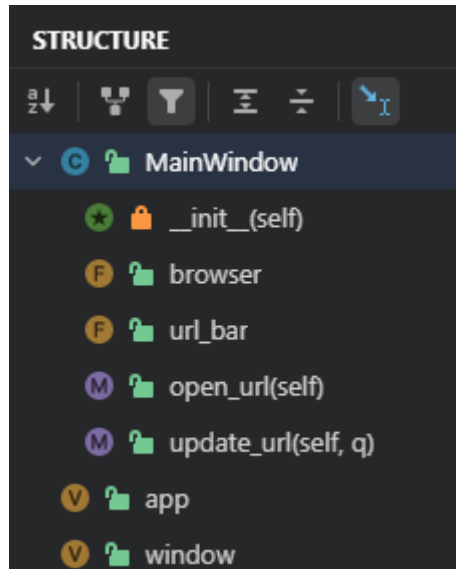 STRUCTURE
a z
C MainWindow
__init__(self)
F browser
F url_bar
M open_url(self)
M update_url(self, q)
V app
V window